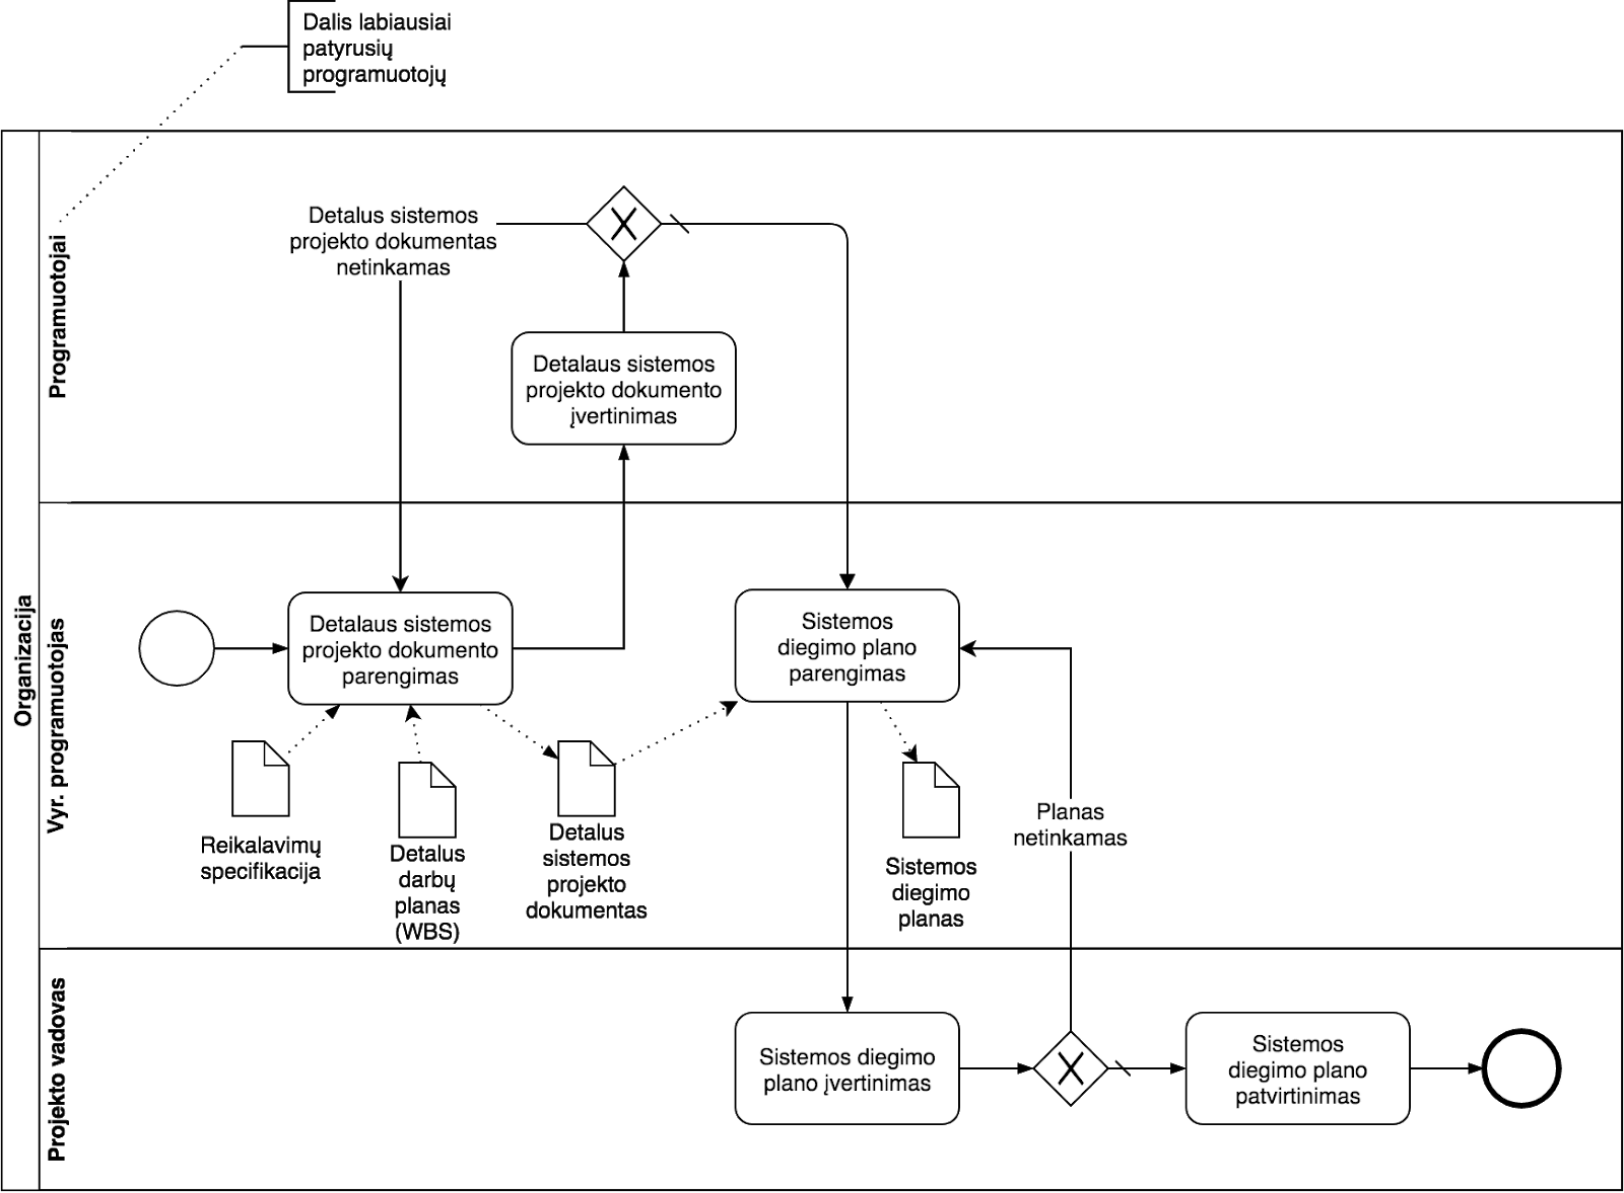 Dalis labiausiai
patyrusių
programuotojų
Organizacija
Programuotojai
Detalus sistemos
projekto dokumentas
netinkamas
Detalaus sistemos
projekto dokumento
įvertinimas
Vyr. programuotojas
Detalaus sistemos
projekto dokumento
parengimas
Sistemos
diegimo plano
parengimas
Reikalavimų
specifikacija
Detalus
darbų
planas
(WBS)
Detalus
sistemos
projekto
dokumentas
Sistemos
diegimo
planas
Planas
netinkamas
Projekto vadovas
Sistemos diegimo
plano įvertinimas
Sistemos
diegimo plano
patvirtinimas